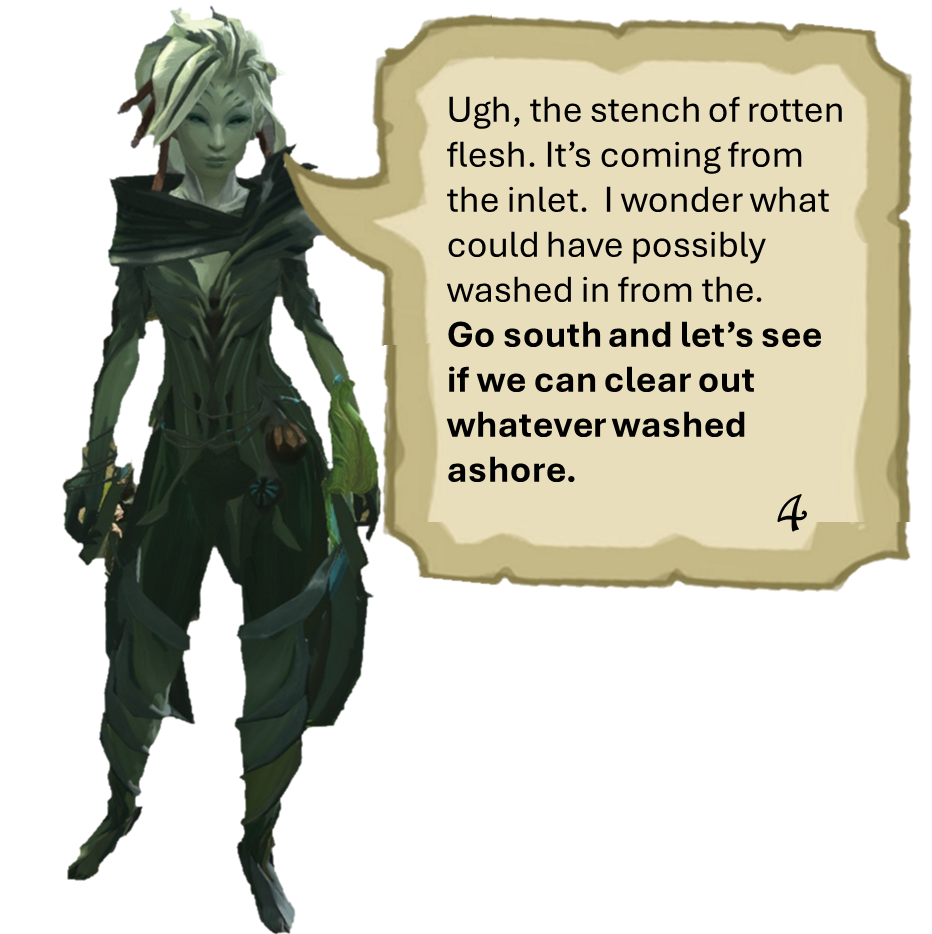 Ugh, the stench of rotten
flesh. It’s coming from
the inlet.  I wonder what
could have possibly
washed in from the.
Go south and let’s see
if we can clear out
whatever washed
ashore.
4